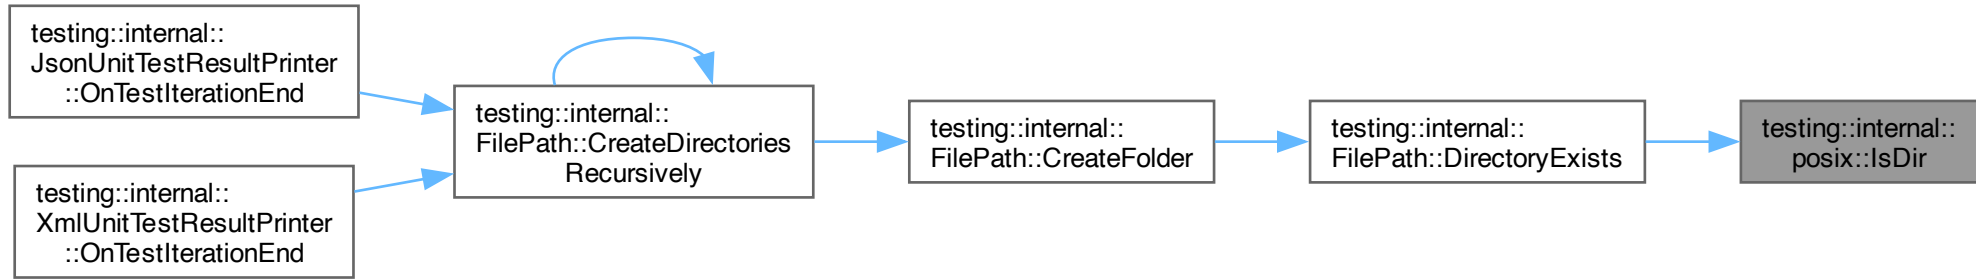 testing::internal::
JsonUnitTestResultPrinter
::OnTestIterationEnd
testing::internal::
XmlUnitTestResultPrinter
::OnTestIterationEnd
testing::internal::
FilePath::CreateDirectories
Recursively
testing::internal::
FilePath::CreateFolder
testing::internal::
FilePath::DirectoryExists
testing::internal::
posix::IsDir